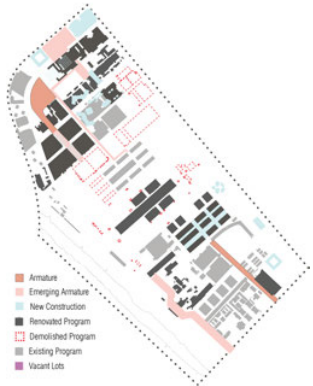 Armature
Emerging Armature
New Construction
Renovated Program
Demolished Program
Existing Program
Vacant Lots